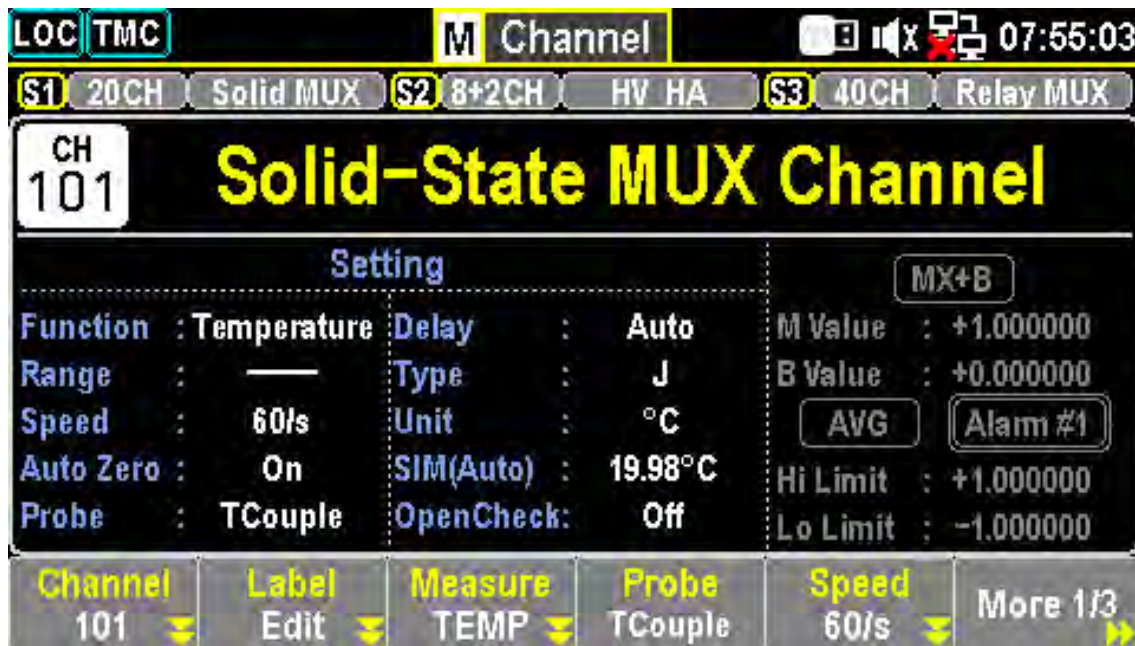 LOC TMC M Channel 07:55:03
S1 20CH Solid MUX S2 8+2CH HV HA S3 40CH Relay MUX
CH
101
Solid-State MUX Channel
Setting
Function : Temperature
Range : ——
Speed : 60/s
Auto Zero : On
Probe : TCouple
Delay : Auto
Type : J
Unit : °C
SIM(Auto) : 19.98°C
OpenCheck: Off
MX+B
M Value : +1.000000
B Value : +0.000000
AVG Alarm #1
Hi Limit : +1.000000
Lo Limit : -1.000000
Channel
101
Label
Edit
Measure
TEMP
Probe
TCouple
Speed
60/s
More 1/3